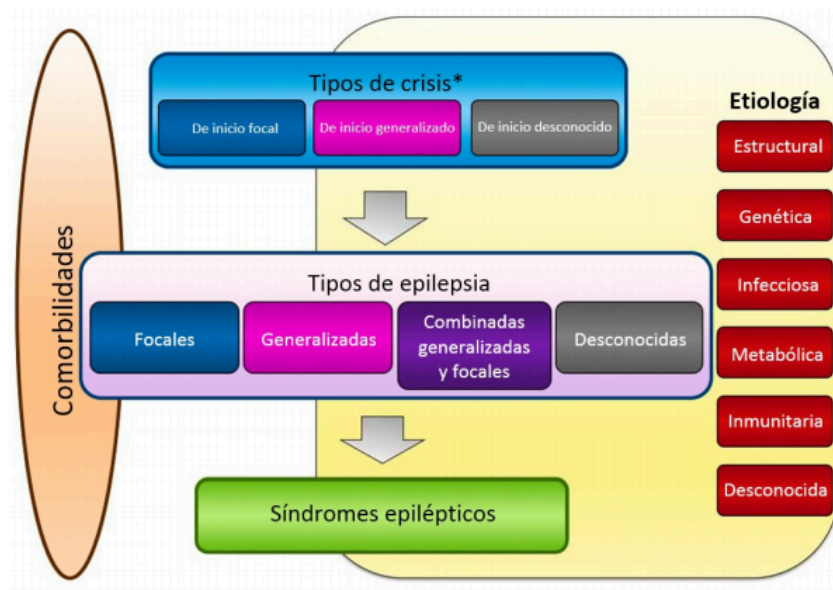 Tipos de crisis*
De inicio focal
De inicio generalizado
De inicio desconocido
Etiología
Estructural
Genética
Infecciosa
Metabólica
Inmunitaria
Desconocida
Comorbilidades
Tipos de epilepsia
Focales
Generalizadas
Combinadas
generalizadas
y focales
Desconocidas
Síndromes epilépticos